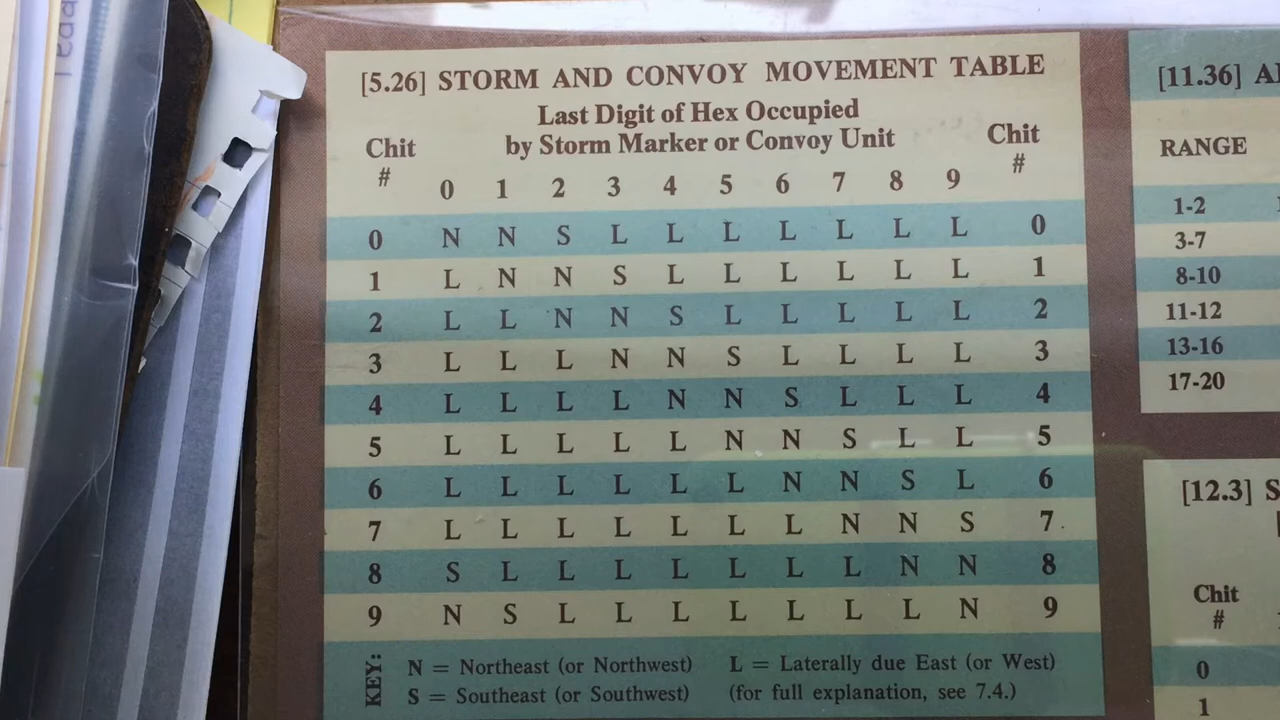 [5.26] STORM AND CONVOY MOVEMENT TABLE
Last Digit of Hex Occupied
by Storm Marker or Convoy Unit
Chit # 0 1 2 3 4 5 6 7 8 9 Chit #
0 N N S L L L L L L L 0
1 L N N S L L L L L L 1
2 L L N N S L L L L L 2
3 L L L N N S L L L L 3
4 L L L L N N S L L L 4
5 L L L L L N N S L L 5
6 L L L L L L N N S L 6
7 L L L L L L L N N S 7
8 S L L L L L L L N N 8
9 N S L L L L L L L N 9
KEY:
N = Northeast (or Northwest) L = Laterally due East (or West)
S = Southeast (or Southwest) (for full explanation, see 7.4.)
[11.36]
RANGE
1-2
3-7
8-10
11-12
13-16
17-20
[12.3]
Chit
#
0
1